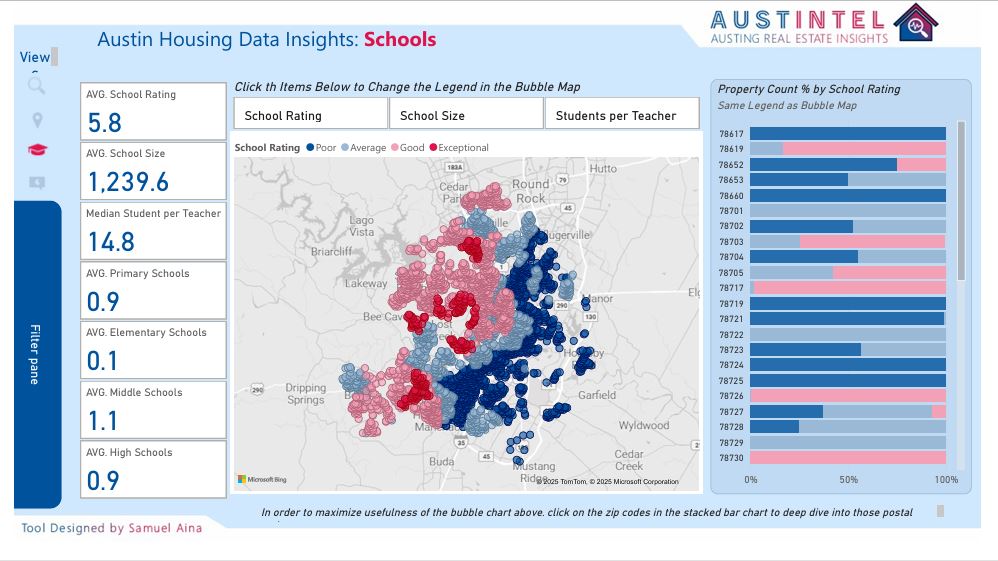 Austin Housing Data Insights: Schools
AUSTINTEL
AUSTING REAL ESTATE INSIGHTS
View
AVG. School Rating
5.8
AVG. School Size
1,239.6
Median Student per Teacher
14.8
AVG. Primary Schools
0.9
AVG. Elementary Schools
0.1
AVG. Middle Schools
1.1
AVG. High Schools
0.9
Filter pane
Click th Items Below to Change the Legend in the Bubble Map
School Rating
School Size
Students per Teacher
School Rating Poor Average Good Exceptional
183A
79
Hutto
Cedar
Round
Rock
45
Lago
Vista
Briarcliff
Lakeway
290
130
Dripping
Springs
290
Garfield
Wyldwood
35
45
Buda
Cedar
Creek
Mustang
Microsoft Bing
© 2025 TomTom, © 2025 Microsoft Corporation
Property Count % by School Rating
Same Legend as Bubble Map
78617
78619
78652
78653
78660
78701
78702
78703
78704
78705
78717
78719
78721
78722
78723
78724
78725
78726
78727
78728
78729
78730
0% 50% 100%
In order to maximize usefulness of the bubble chart above. click on the zip codes in the stacked bar chart to deep dive into those postal
Tool Designed by Samuel Aina